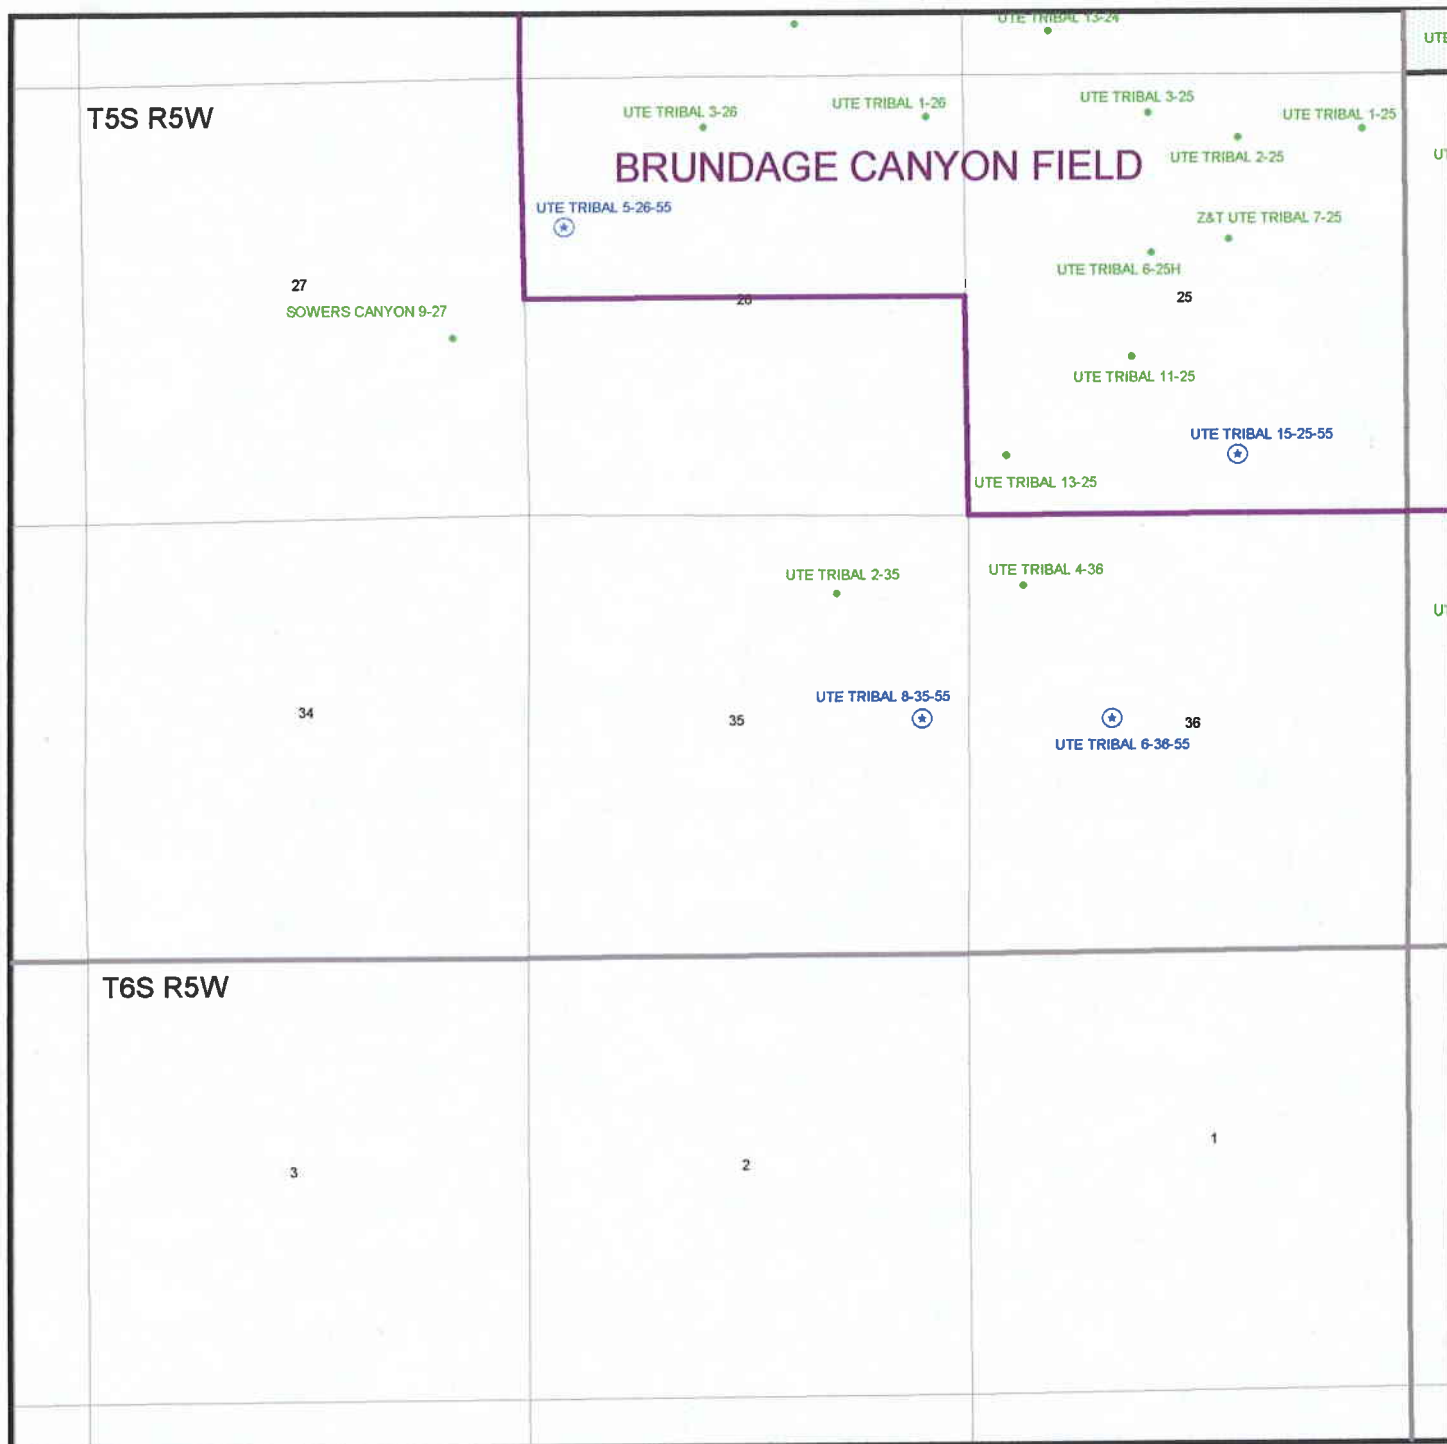 UTE TRIBAL 13-24
UTE
T5S R5W
UTE TRIBAL 3-26
UTE TRIBAL 1-26
UTE TRIBAL 3-25
UTE TRIBAL 1-25
UTE TRIBAL 2-25
UT
BRUNDAGE CANYON FIELD
UTE TRIBAL 5-26-55
Z&T UTE TRIBAL 7-25
UTE TRIBAL 6-25H
27
26
25
SOWERS CANYON 9-27
UTE TRIBAL 11-25
UTE TRIBAL 15-25-55
UTE TRIBAL 13-25
UTE TRIBAL 2-35
UTE TRIBAL 4-36
UT
UTE TRIBAL 8-35-55
34
35
36
UTE TRIBAL 6-36-55
T6S R5W
3
2
1